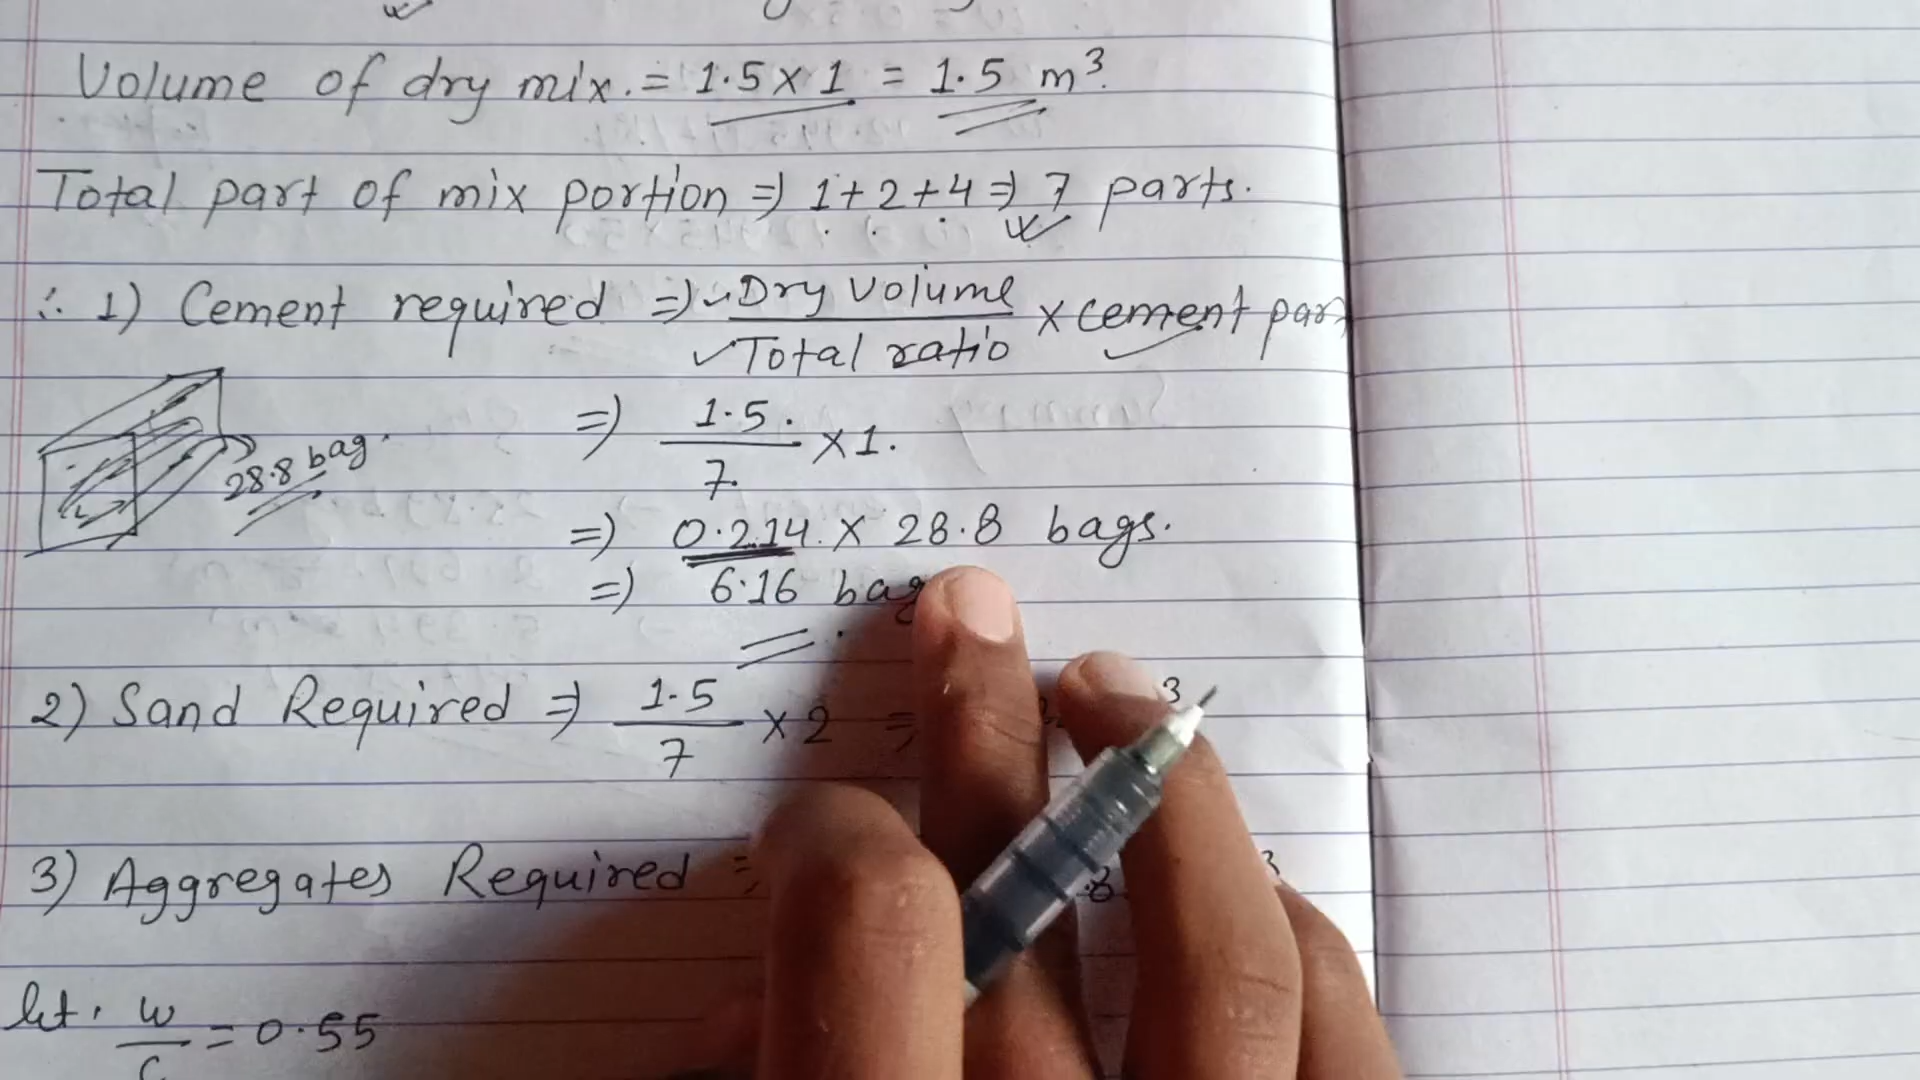 Volume of dry mix. = 1.5 x 1 = 1.5 m³.
Total part of mix portion ⇒ 1+2+4 ⇒ 7 parts.
∴ 1) Cement required ⇒ Dry Volume / Total ratio x cement part
28.8 bag.
⇒ 1.5 / 7 x 1.
⇒ 0.214 x 28.8 bags.
⇒ 6.16 bag
2) Sand Required ⇒ 1.5 / 7 x 2 =
3) Aggregates Required
let, w / c = 0.55